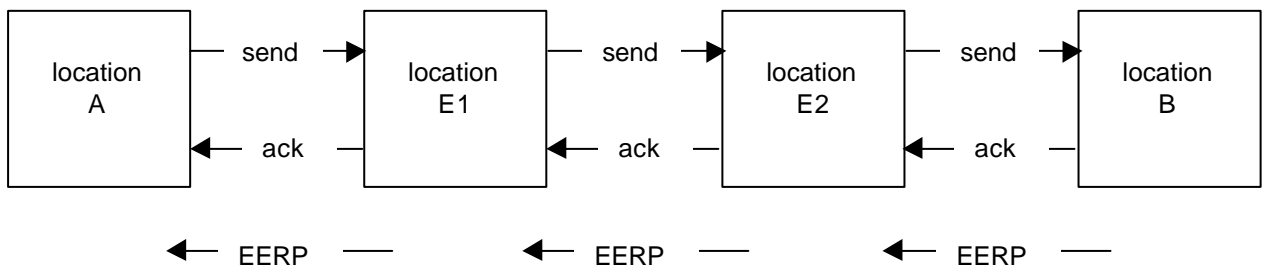 send send send
location location location location
A E1 E2 B
ack ack ack
EERP EERP EERP